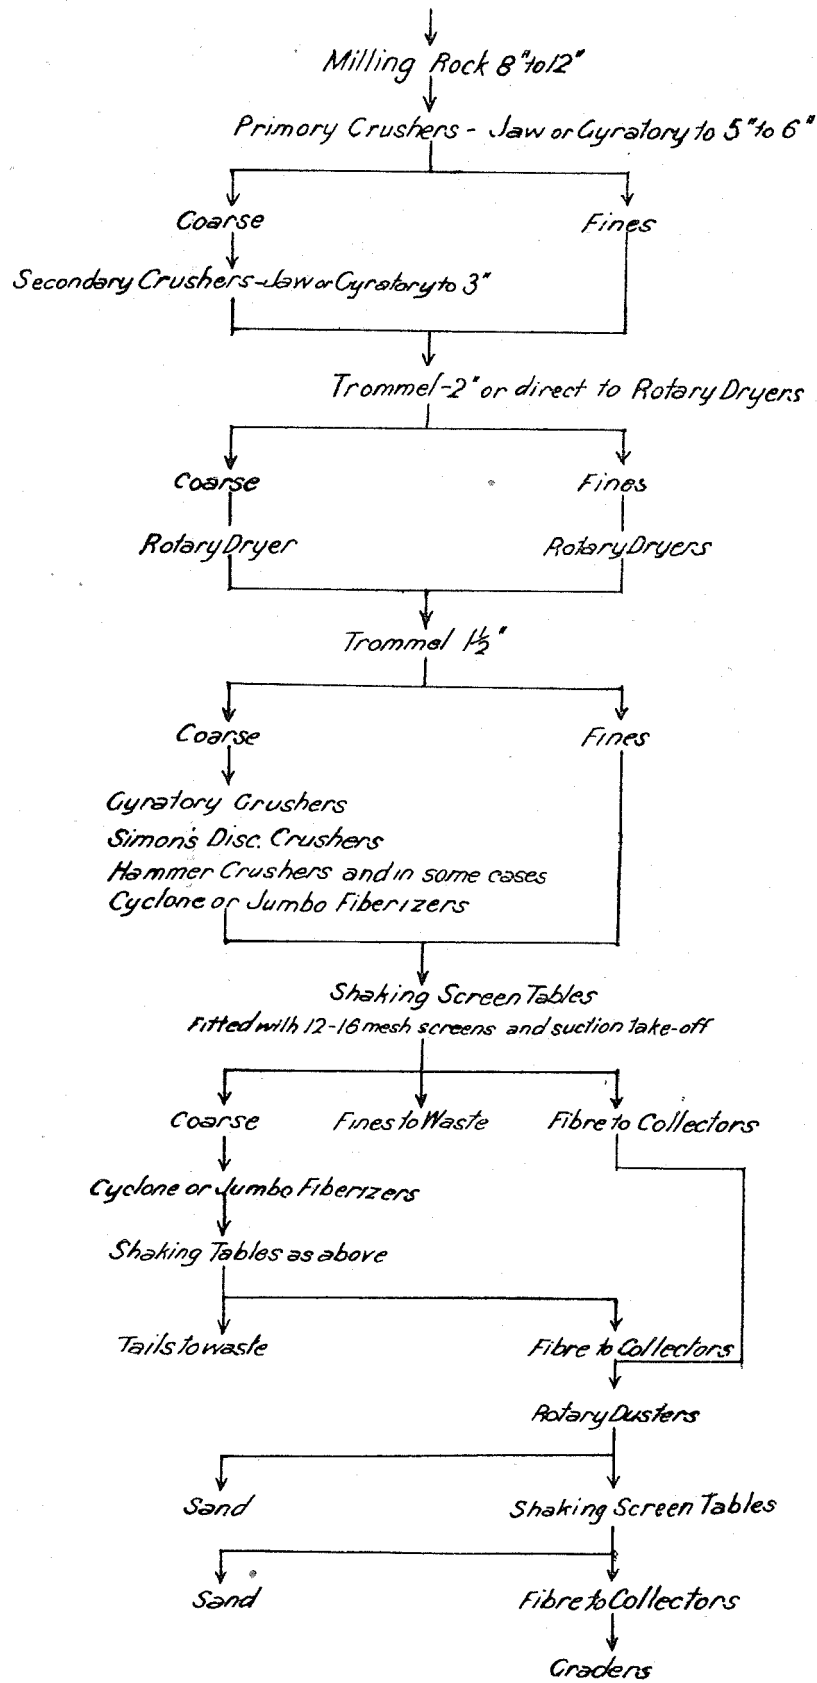 Milling Rock 8" to 12"
Primary Crushers - Jaw or Gyratory to 5" to 6"
Coarse
Fines
Secondary Crushers-Jaw or Gyratory to 3"
Trommel-2" or direct to Rotary Dryers
Coarse
Fines
Rotary Dryer
Rotary Dryers
Trommel 1½"
Coarse
Fines
Gyratory Crushers
Simon's Disc. Crushers
Hammer Crushers and in some cases
Cyclone or Jumbo Fiberizers
Shaking Screen Tables
Fitted with 12-16 mesh screens and suction take-off
Coarse
Fines to Waste
Fibre to Collectors
Cyclone or Jumbo Fiberizers
Shaking Tables as above
Tails to waste
Fibre to Collectors
Rotary Dusters
Sand
Shaking Screen Tables
Sand
Fibre to Collectors
Graders